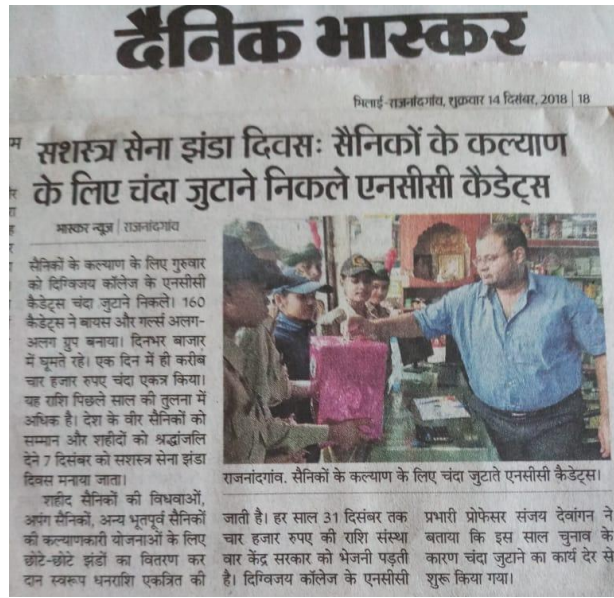 दैनिक भास्कर
भिलाई-राजनांदगांव, शुक्रवार 14 दिसंबर, 2018 | 18
सशस्त्र सेना झंडा दिवस: सैनिकों के कल्याण
के लिए चंदा जुटाने निकले एनसीसी कैडेट्स
भास्कर न्यूज | राजनांदगांव
सैनिकों के कल्याण के लिए गुरुवार
को दिग्विजय कॉलेज के एनसीसी
कैडेट्स चंदा जुटाने निकले। 160
कैडेट्स ने बायस और गर्ल्स अलग-
अलग ग्रुप बनाया। दिनभर बाजार
में घूमते रहे। एक दिन में ही करीब
चार हजार रुपए चंदा एकत्र किया।
यह राशि पिछले साल की तुलना में
अधिक है। देश के वीर सैनिकों को
सम्मान और शहीदों को श्रद्धांजलि
देने 7 दिसंबर को सशस्त्र सेना झंडा
दिवस मनाया जाता।
शहीद सैनिकों की विधवाओं,
अपंग सैनिकों, अन्य भूतपूर्व सैनिकों
की कल्याणकारी योजनाओं के लिए
छोटे-छोटे झंडों का वितरण कर
दान स्वरूप धनराशि एकत्रित की
राजनांदगांव. सैनिकों के कल्याण के लिए चंदा जुटाते एनसीसी कैडेट्स।
जाती है। हर साल 31 दिसंबर तक
चार हजार रुपए की राशि संस्था
वार केंद्र सरकार को भेजनी पड़ती
है। दिग्विजय कॉलेज के एनसीसी
प्रभारी प्रोफेसर संजय देवांगन ने
बताया कि इस साल चुनाव के
कारण चंदा जुटाने का कार्य देर से
शुरू किया गया।